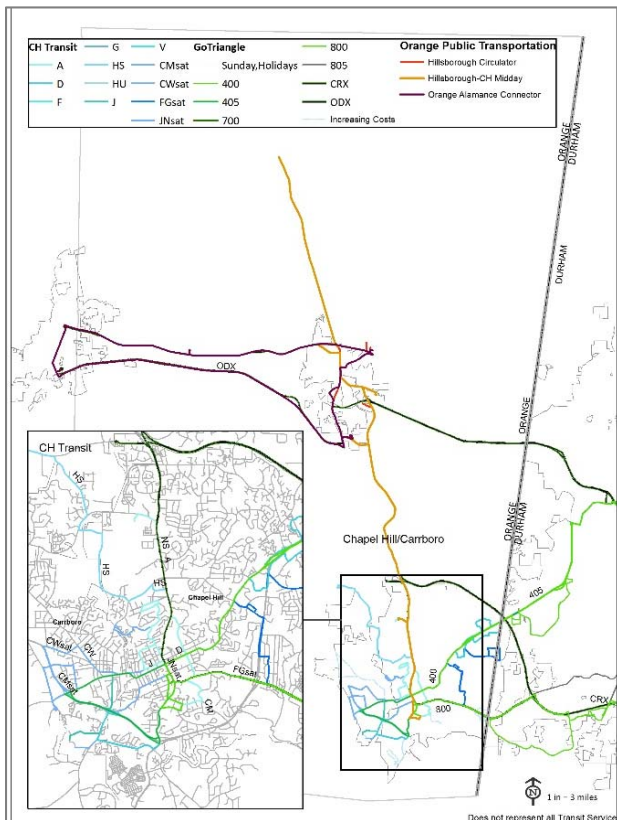 CH Transit
A
D
F
G
HS
HU
J
V
CMsat
CWsat
FGsat
JNsat
GoTriangle
Sunday,Holidays
400
405
700
800
805
CRX
ODX
Increasing Costs
Orange Public Transportation
Hillsborough Circulator
Hillsborough-CH Midday
Orange Alamance Connector
ORANGE
DURHAM
DURHAM
ODX
ORANGE
CH Transit
HS
NS
A
HS
HS
Chapel Hill
Carrboro
CWsat
CW
CMsat
D
JNsat
FGsat
CM
Chapel Hill/Carrboro
ORANGE
DURHAM
405
400
800
CRX
N
1 in = 3 miles
Does not represent all Transit Service